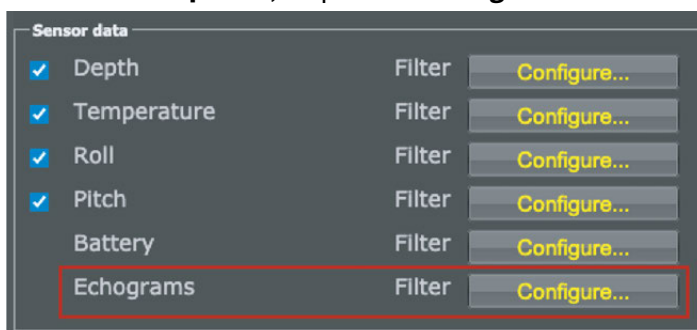 Sensor data
Depth Filter Configure...
Temperature Filter Configure...
Roll Filter Configure...
Pitch Filter Configure...
Battery Filter Configure...
Echograms Filter Configure...